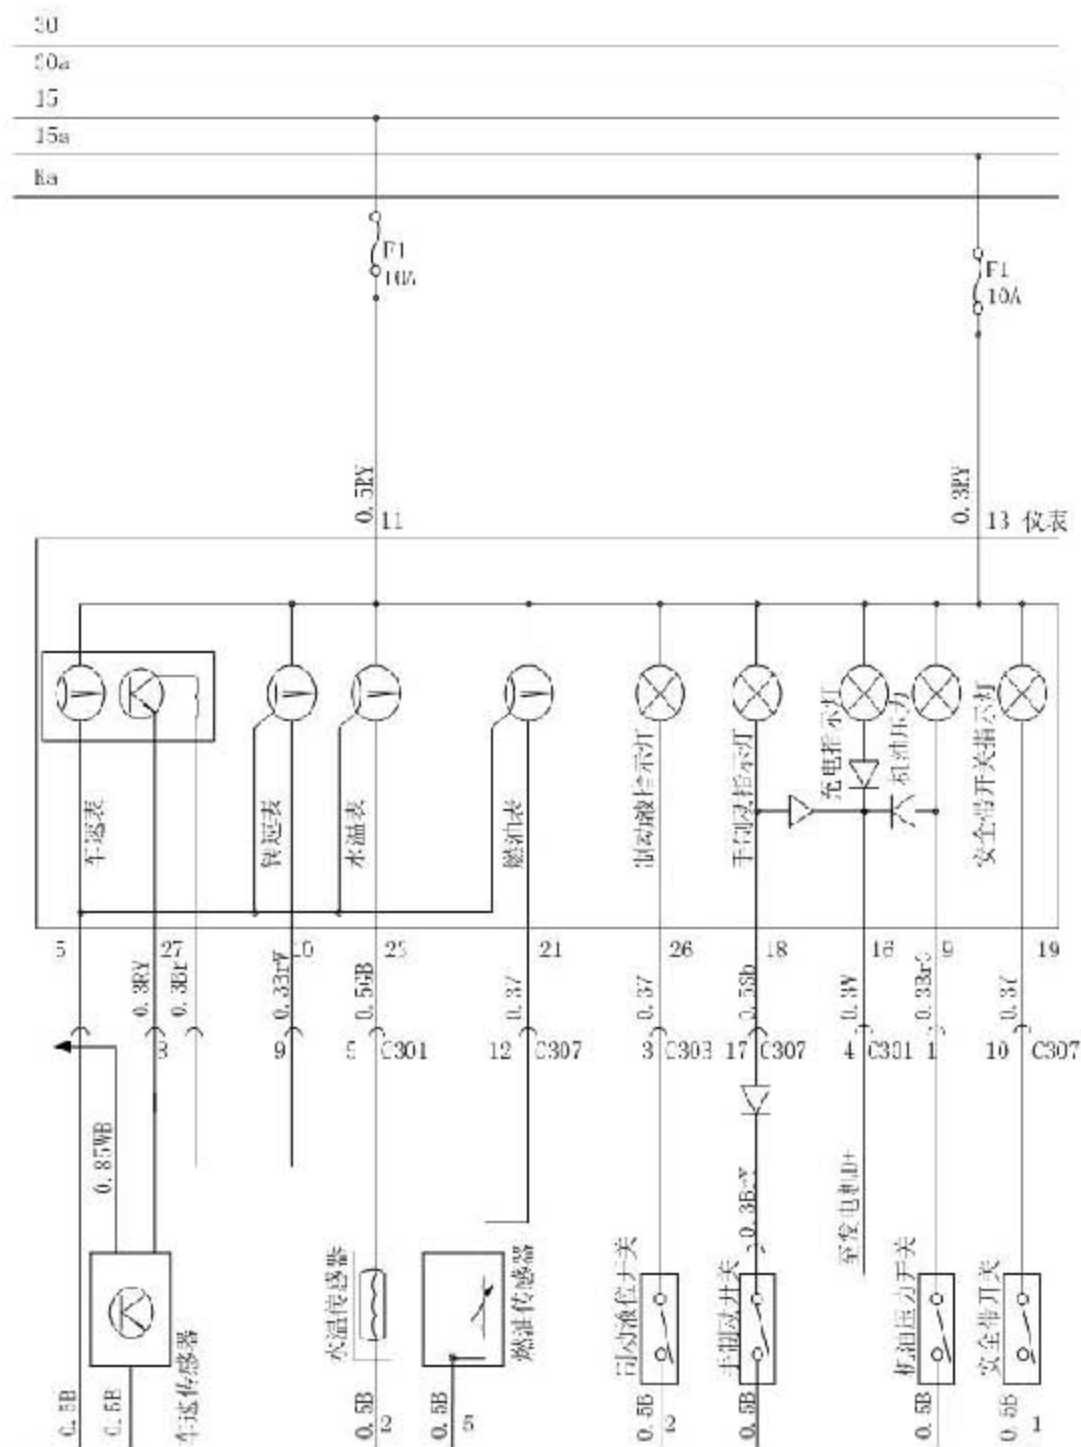 30
30a
15
15a
F1
10A
F1
10A
0.5RY
11
0.3RY
13 仪表
车速表
转速表
水温表
燃油表
制动液指示灯
手制动指示灯
充电指示灯
机油压力
安全带开关指示灯
5
27
10
25
21
26
18
16
9
19
0.3RY
0.3Br
0.3BrW
0.5GB
0.3Y
0.3Y
0.3W
0.3Y
9
5
C301
12
C307
3
C303
17
C307
4
C301
1
10
C307
0.85WB
至发电机D+
车速传感器
水温传感器
燃油传感器
制动液位开关
手制动开关
机油压力开关
安全带开关
0.5B
0.5B
0.5B
2
0.5B
0.5B
2
0.5B
0.5B
0.5B
1